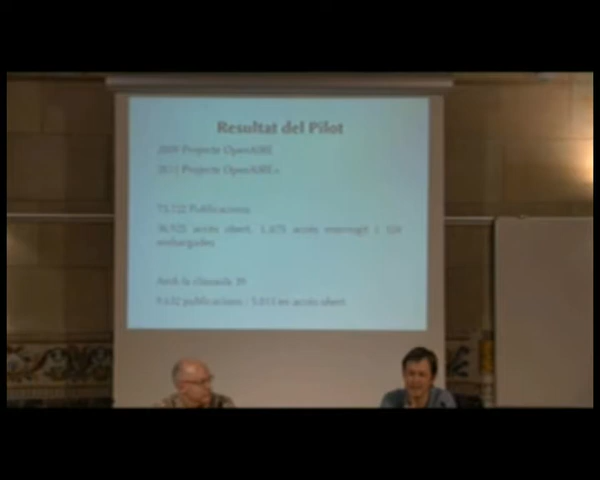 Resultat del Pilot
2009 Projecte OpenAIRE
2011 Projecte OpenAIRE+
Publicacions
accés obert, accés restringit i
embargades
Amb la clàusula 39
publicacions : en accés obert